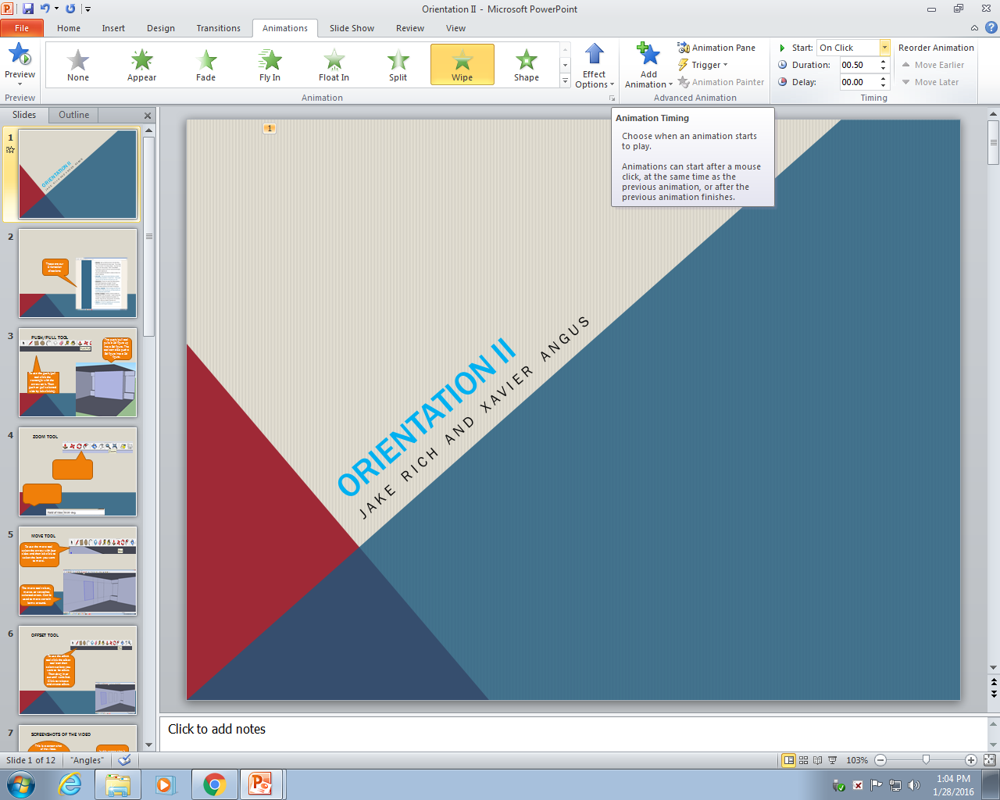 Orientation II - Microsoft PowerPoint
File Home Insert Design Transitions Animations Slide Show Review View
Preview
None Appear Fade Fly In Float In Split Wipe Shape
Effect Options
Add Animation
Animation Pane
Trigger
Animation Painter
Start: On Click
Duration: 00.50
Delay: 00.00
Reorder Animation
Move Earlier
Move Later
Preview Animation Advanced Animation Timing
Slides Outline
Animation Timing
Choose when an animation starts
to play.
Animations can start after a mouse
click, at the same time as the
previous animation, or after the
previous animation finishes.
1
1
ORIENTATION II
2
3
PUSH/PULL TOOL
4
ZOOM TOOL
5
MOVE TOOL
6
OFFSET TOOL
7
SCREENSHOTS OF THE VIDEO
ORIENTATION II
JAKE RICH AND XAVIER ANGUS
Click to add notes
Slide 1 of 12 "Angles" 103%
1:04 PM
1/28/2016